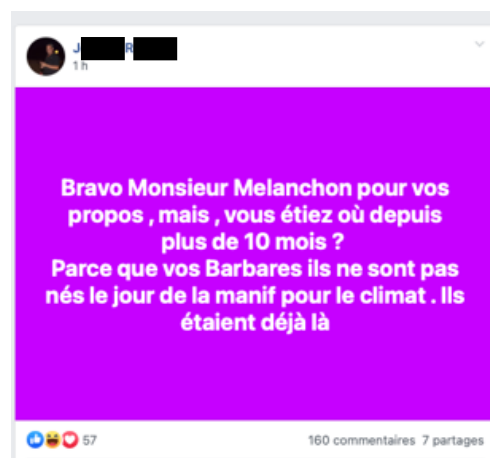 J R
1 h
Bravo Monsieur Melanchon pour vos
propos , mais , vous étiez où depuis
plus de 10 mois ?
Parce que vos Barbares ils ne sont pas
nés le jour de la manif pour le climat . Ils
étaient déjà là
57
160 commentaires 7 partages